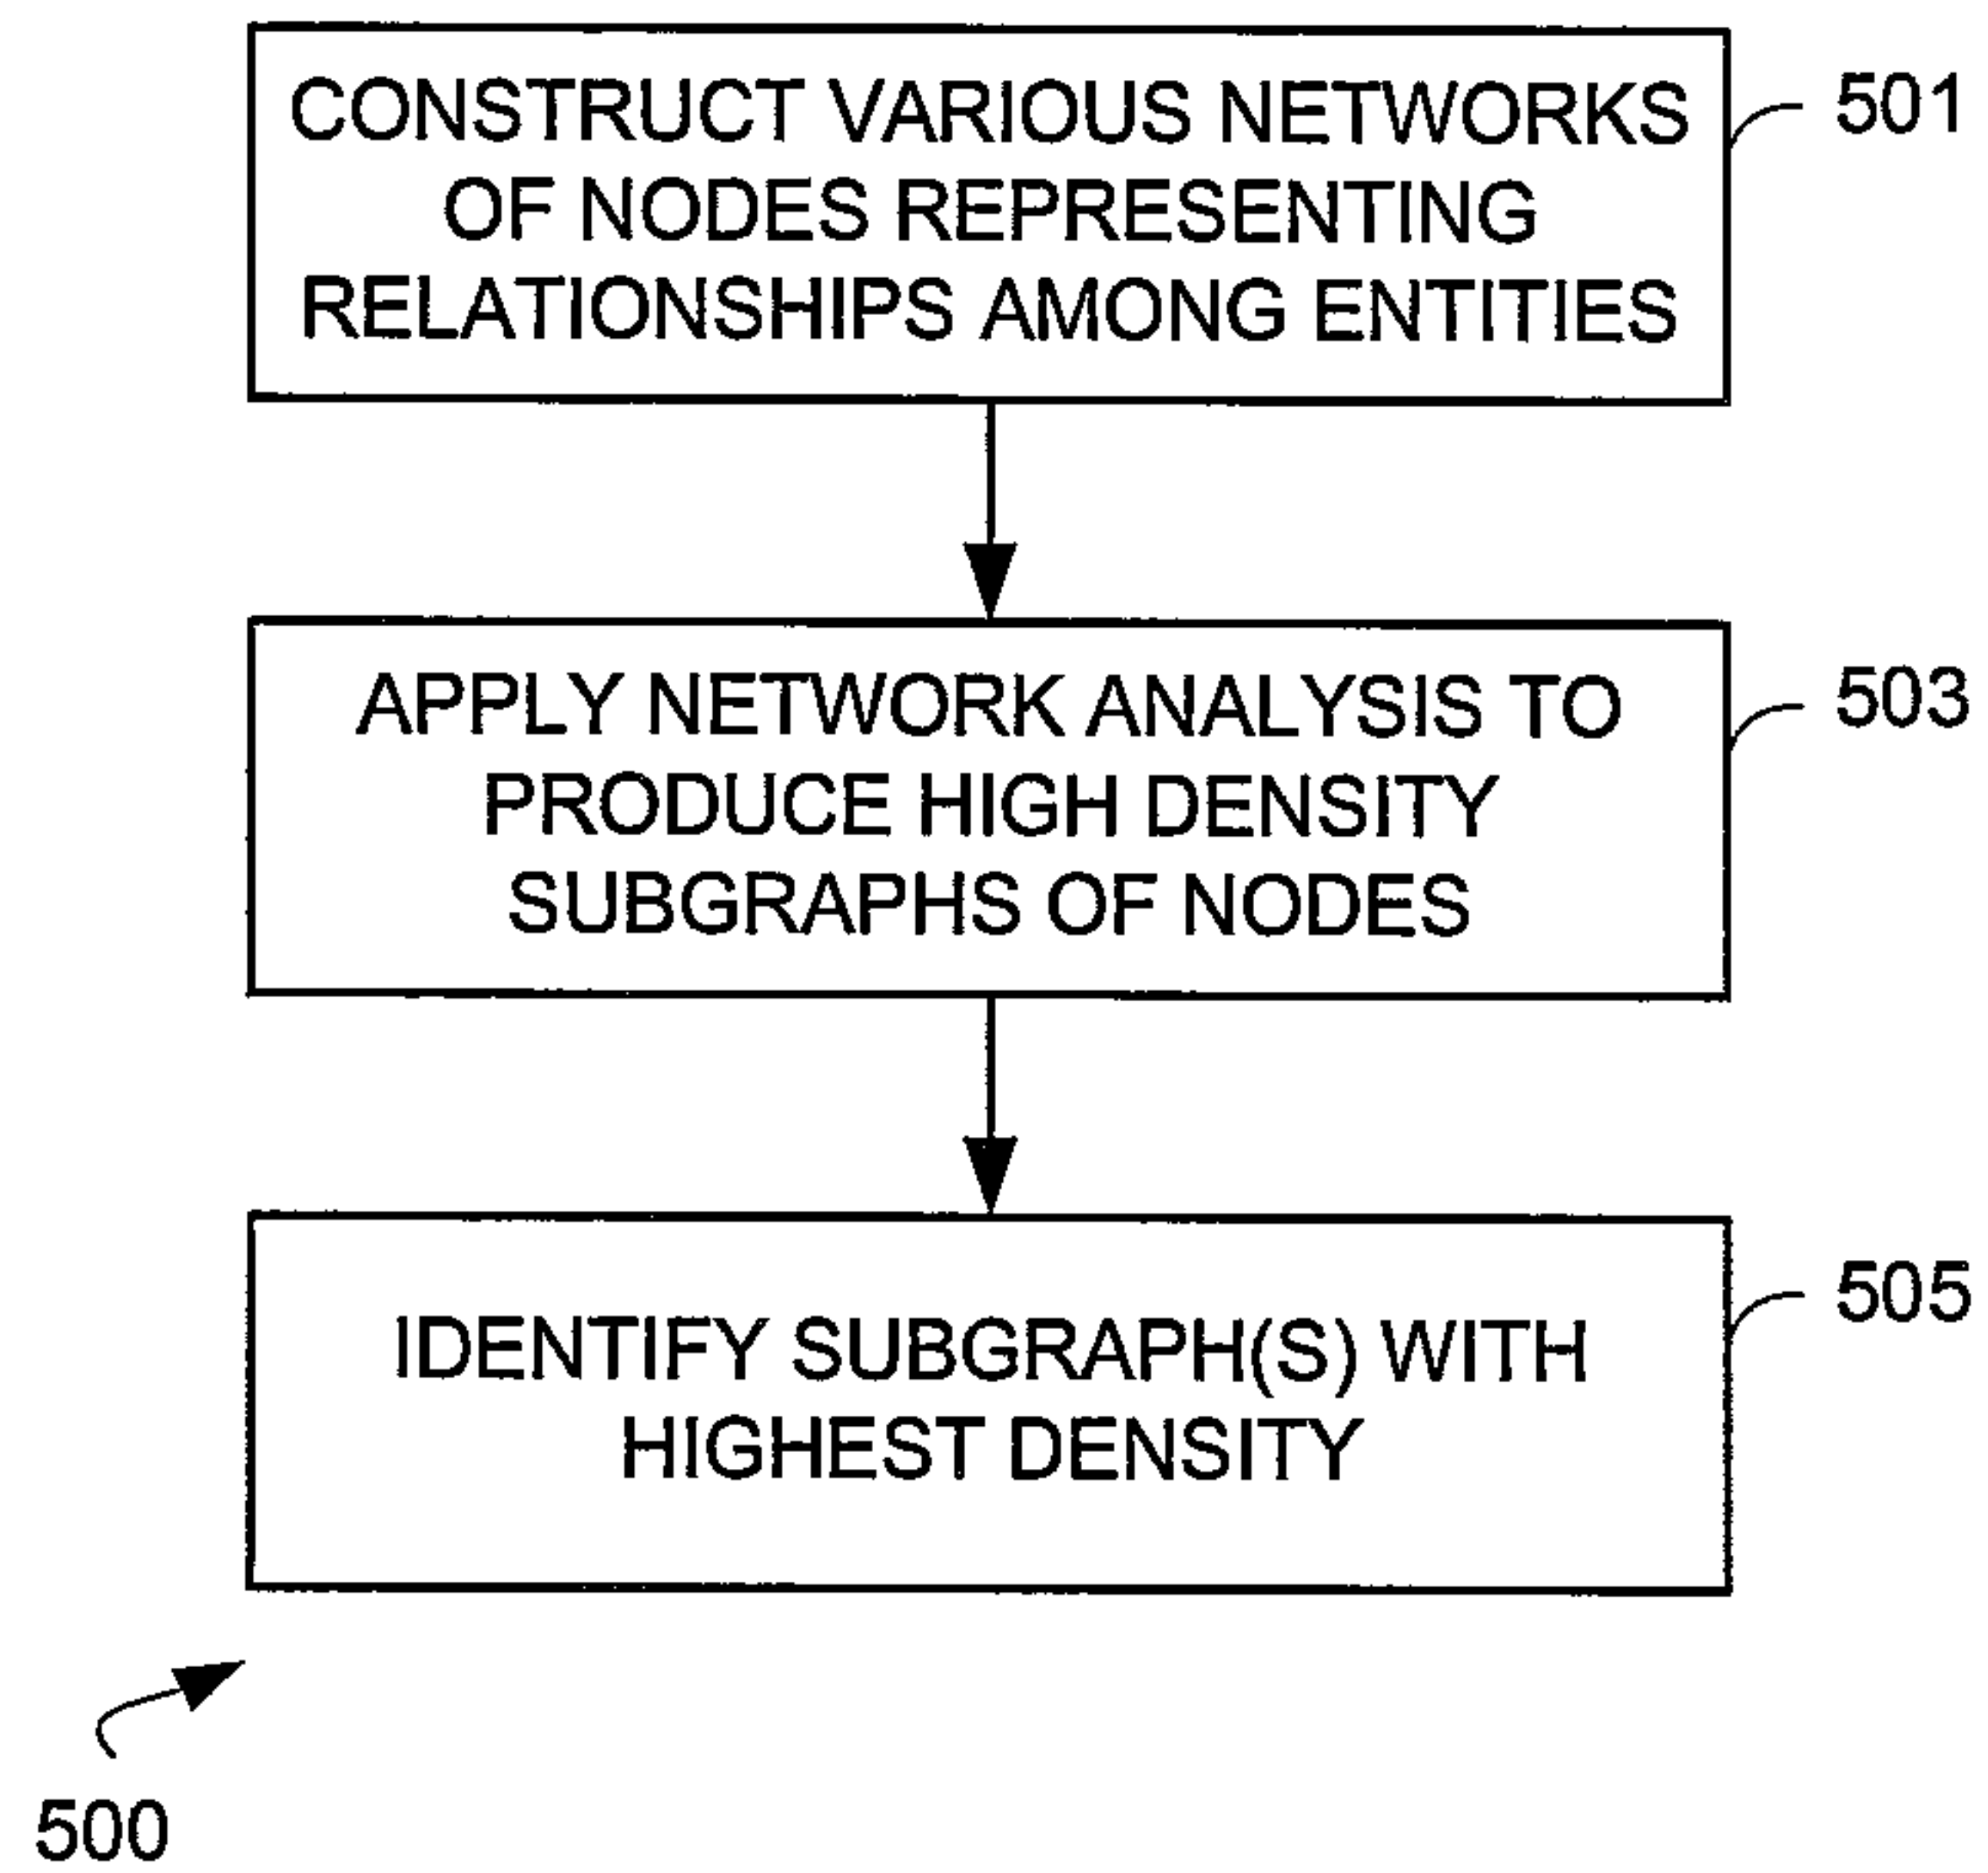 CONSTRUCT VARIOUS NETWORKS
OF NODES REPRESENTING
RELATIONSHIPS AMONG ENTITIES
501
APPLY NETWORK ANALYSIS TO
PRODUCE HIGH DENSITY
SUBGRAPHS OF NODES
503
IDENTIFY SUBGRAPH(S) WITH
HIGHEST DENSITY
505
500